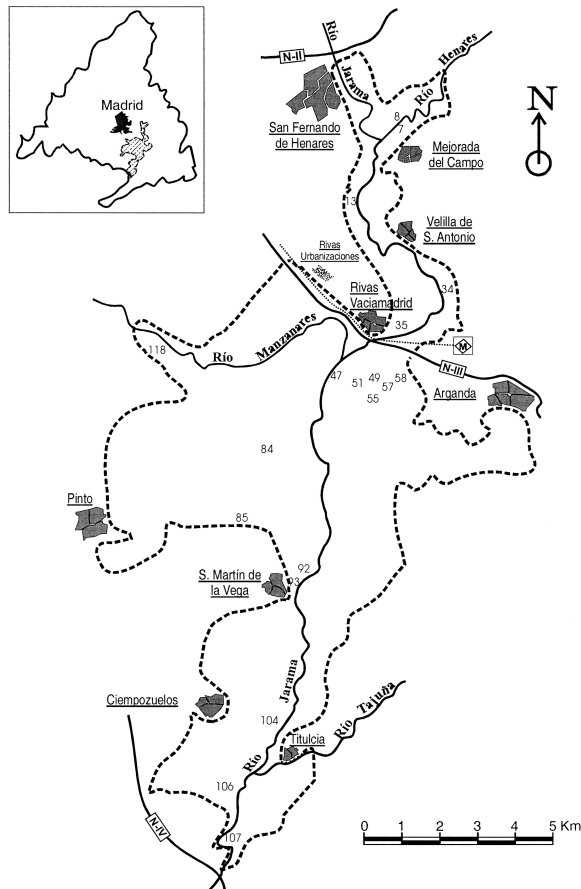 Madrid
N-II
Río
Jarama
Río
Henares
San Fernando
de Henares
8
7
Mejorada
del Campo
N
13
Velilla de
S. Antonio
Rivas
Urbanizaciones
Rivas
Vaciamadrid
34
35
M
118
Río
Manzanares
N-III
47
51
49
57
58
55
Arganda
84
Pinto
85
92
93
S. Martín de
la Vega
Ciempozuelos
Jarama
Río
104
Titulcia
Río
Tajuña
106
107
N-IV
0
1
2
3
4
5 Km